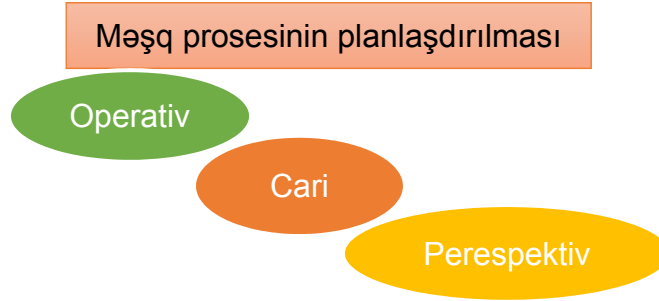 Məşq prosesinin planlaşdırılması
Operativ
Cari
Perespektiv